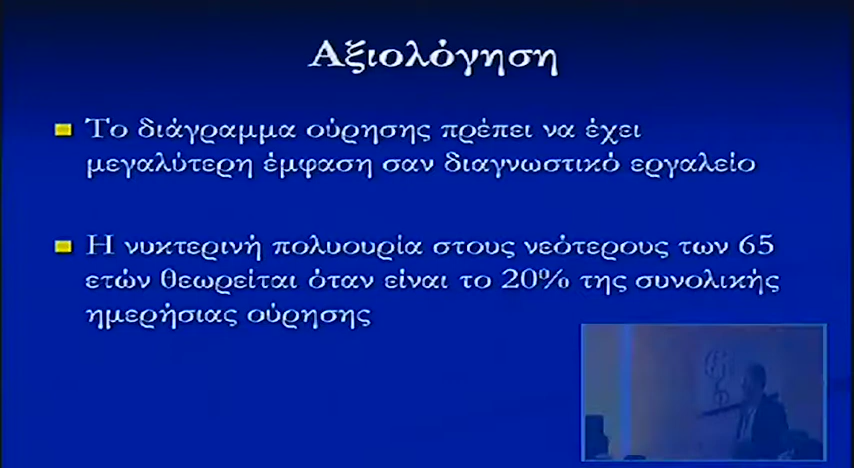 Αξιολόγηση
Το διάγραμμα ούρησης πρέπει να έχει
μεγαλύτερη έμφαση σαν διαγνωστικό εργαλείο
Η νυκτερινή πολυουρία στους νεότερους των 65
ετών θεωρείται όταν είναι το 20% της συνολικής
ημερήσιας ούρησης